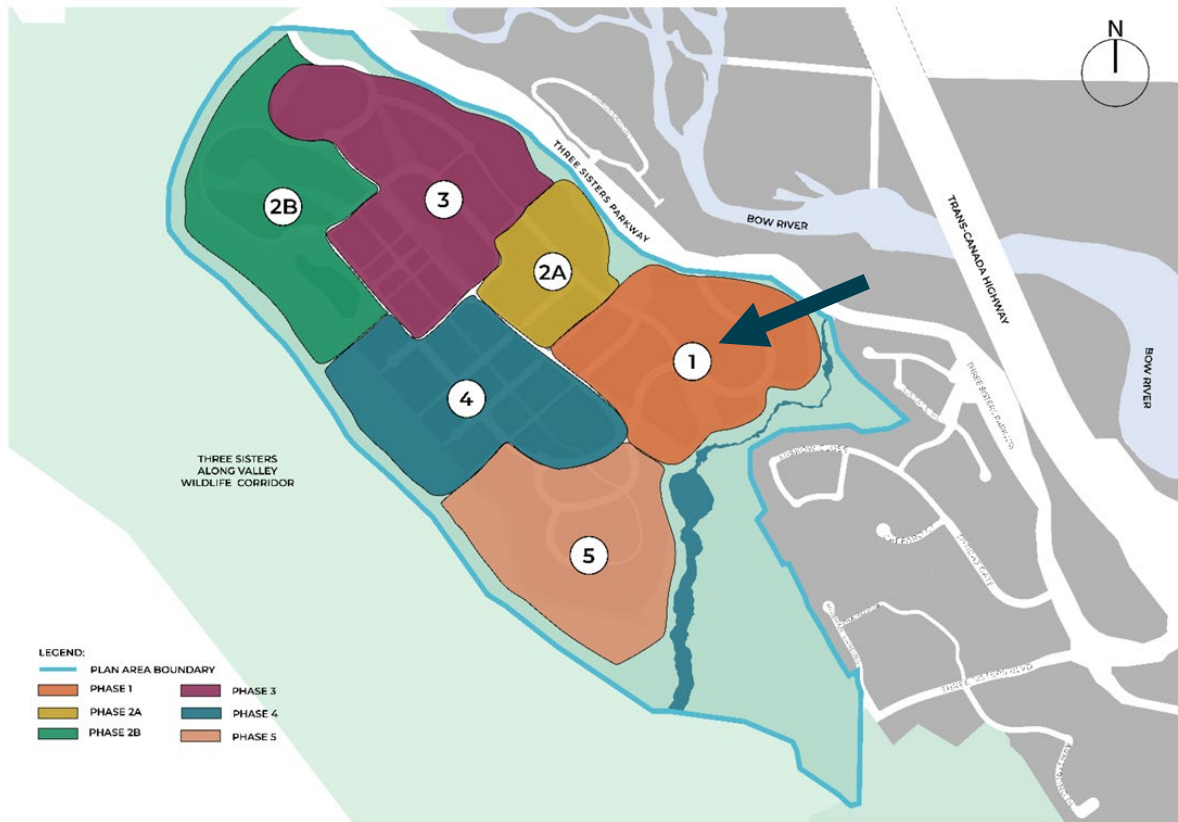 N
THREE SISTERS PARKWAY
BOW RIVER
TRANS-CANADA HIGHWAY
BOW RIVER
2B
3
2A
1
4
5
THREE SISTERS
ALONG VALLEY
WILDLIFE CORRIDOR
LEGEND:
PLAN AREA BOUNDARY
PHASE 1
PHASE 2A
PHASE 2B
PHASE 3
PHASE 4
PHASE 5